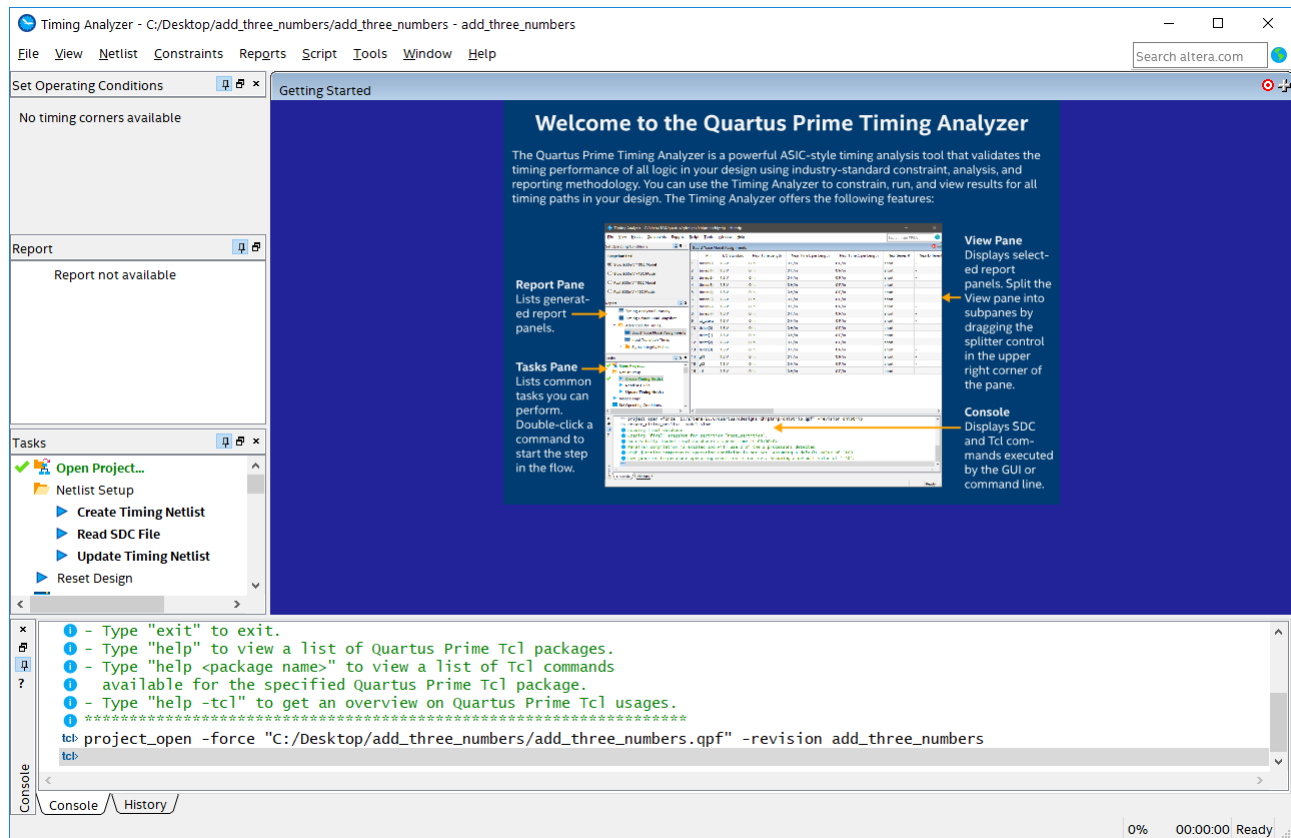 Timing Analyzer - C:/Desktop/add_three_numbers/add_three_numbers - add_three_numbers
File View Netlist Constraints Reports Script Tools Window Help
Search altera.com
Set Operating Conditions
No timing corners available
Report
Report not available
Tasks
Open Project...
Netlist Setup
Create Timing Netlist
Read SDC File
Update Timing Netlist
Reset Design
Getting Started
Welcome to the Quartus Prime Timing Analyzer
The Quartus Prime Timing Analyzer is a powerful ASIC-style timing analysis tool that validates the
timing performance of all logic in your design using industry-standard constraint, analysis, and
reporting methodology. You can use the Timing Analyzer to constrain, run, and view results for all
timing paths in your design. The Timing Analyzer offers the following features:
Report Pane
Lists generat-
ed report
panels.
Tasks Pane
Lists common
tasks you can
perform.
Double-click a
command to
start the step
in the flow.
View Pane
Displays select-
ed report
panels. Split the
View pane into
subpanes by
dragging the
splitter control
in the upper
right corner of
the pane.
Console
Displays SDC
and Tcl com-
mands executed
by the GUI or
command line.
- Type "exit" to exit.
- Type "help" to view a list of Quartus Prime Tcl packages.
- Type "help <package name>" to view a list of Tcl commands
available for the specified Quartus Prime Tcl package.
- Type "help -tcl" to get an overview on Quartus Prime Tcl usages.
*******************************************************************
tcl> project_open -force "C:/Desktop/add_three_numbers/add_three_numbers.qpf" -revision add_three_numbers
tcl>
Console
Console History
0% 00:00:00 Ready